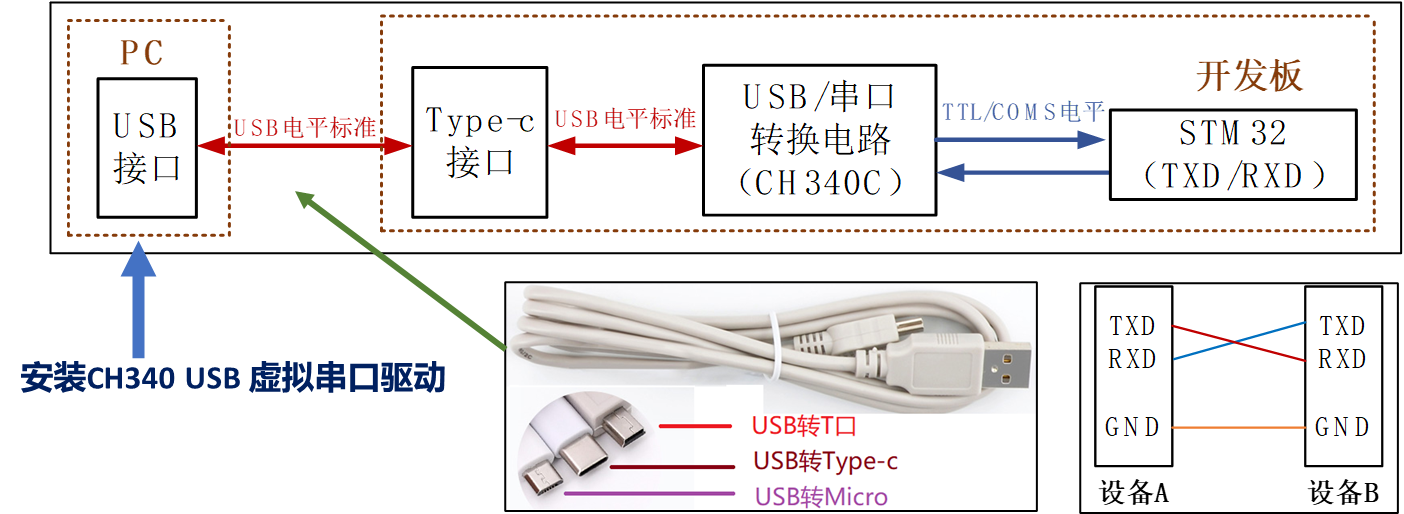 PC
开发板
USB
接口
USB电平标准
Type-c
接口
USB电平标准
USB/串口
转换电路
(CH340C)
TTL/COMS电平
STM32
(TXD/RXD)
安装CH340 USB 虚拟串口驱动
USB转T口
USB转Type-c
USB转Micro
TXD
RXD
GND
设备A
TXD
RXD
GND
设备B